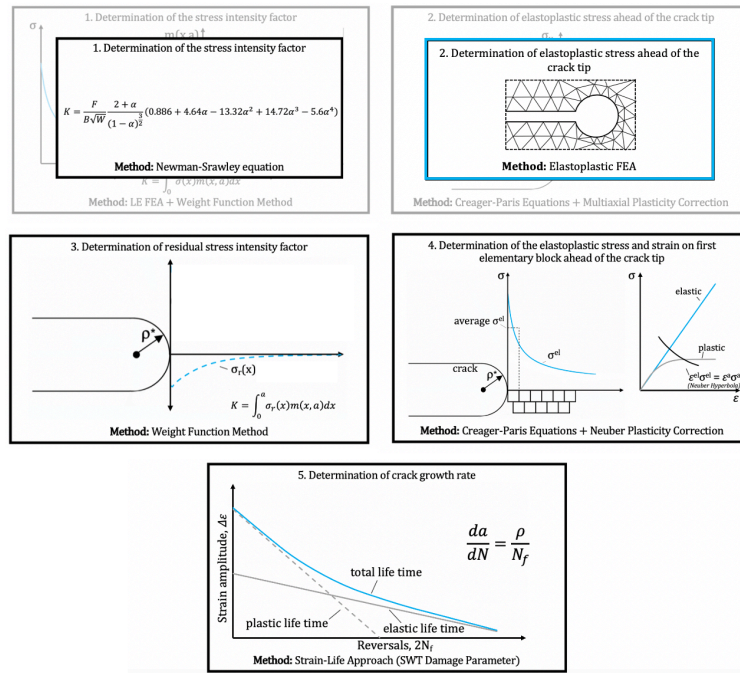 1. Determination of the stress intensity factor
σ
m(x,a)
1. Determination of the stress intensity factor
K = F/(B√W) (2 + α)/(1 − α)^(3/2) (0.886 + 4.64α − 13.32α² + 14.72α³ − 5.6α⁴)
Method: Newman-Srawley equation
K = ∫₀ σ(x)m(x,a)dx
Method: LE FEA + Weight Function Method
2. Determination of elastoplastic stress ahead of the crack tip
2. Determination of elastoplastic stress ahead of the
crack tip
Method: Elastoplastic FEA
Method: Creager-Paris Equations + Multiaxial Plasticity Correction
3. Determination of residual stress intensity factor
ρ*
σr(x)
K = ∫₀ᵃ σr(x)m(x,a)dx
Method: Weight Function Method
4. Determination of the elastoplastic stress and strain on first
elementary block ahead of the crack tip
σ
average σᵉˡ
σᵉˡ
crack
ρ*
σ
elastic
plastic
εᵉˡσᵉˡ = εᵃσᵃ
(Neuber Hyperbola)
ε
Method: Creager-Paris Equations + Neuber Plasticity Correction
5. Determination of crack growth rate
Strain amplitude, Δε
da/dN = ρ/Nf
total life time
plastic life time
elastic life time
Reversals, 2Nf
Method: Strain-Life Approach (SWT Damage Parameter)